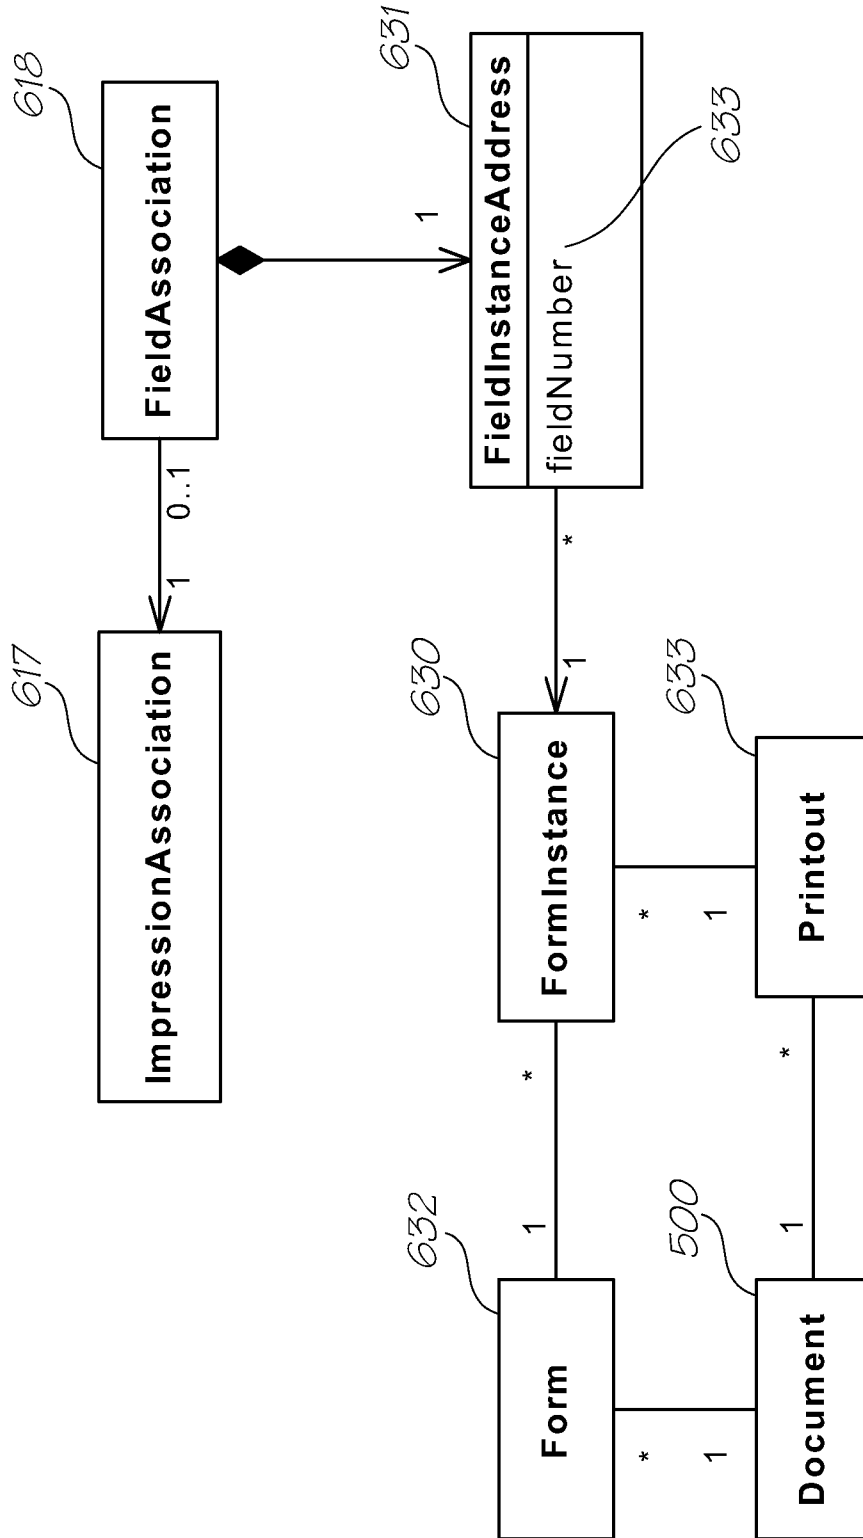 618
FieldAssociation
0..1
1
617
ImpressionAssociation
1
631
FieldInstanceAddress
fieldNumber
633
*
1
630
FormInstance
*
1
633
Printout
*
1
632
Form
*
1
500
Document
*
1